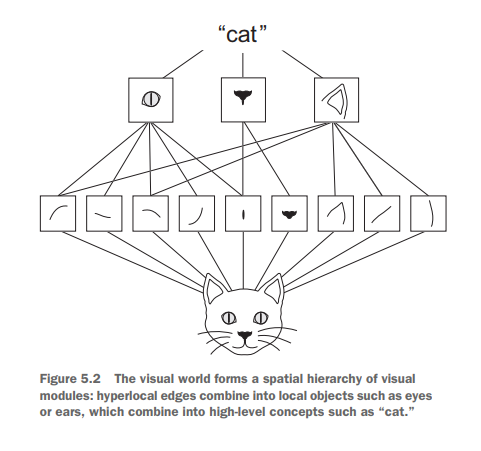 “cat”
Figure 5.2 The visual world forms a spatial hierarchy of visual
modules: hyperlocal edges combine into local objects such as eyes
or ears, which combine into high-level concepts such as “cat.”